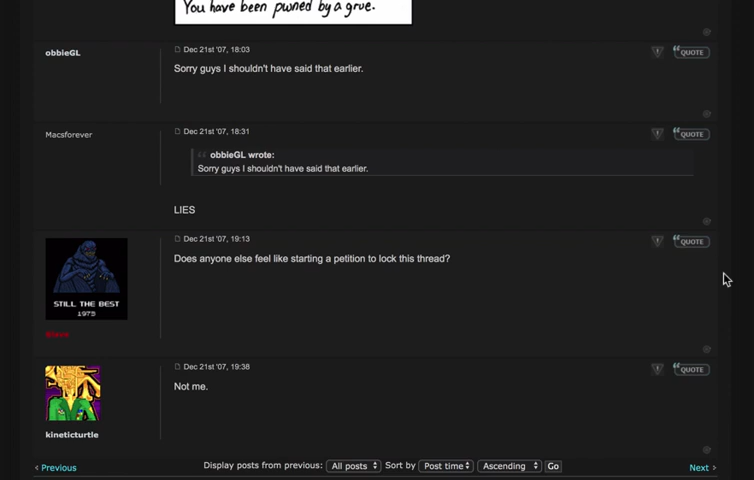 You have been pwned by a grue.
obbieGL
Dec 21st '07, 18:03
QUOTE
Sorry guys I shouldn't have said that earlier.
Macsforever
Dec 21st '07, 18:31
QUOTE
obbieGL wrote:
Sorry guys I shouldn't have said that earlier.
LIES
Dec 21st '07, 19:13
QUOTE
Does anyone else feel like starting a petition to lock this thread?
STILL THE BEST
1973
Dec 21st '07, 19:38
QUOTE
Not me.
kineticturtle
‹ Previous
Display posts from previous: All posts Sort by Post time Ascending Go
Next ›